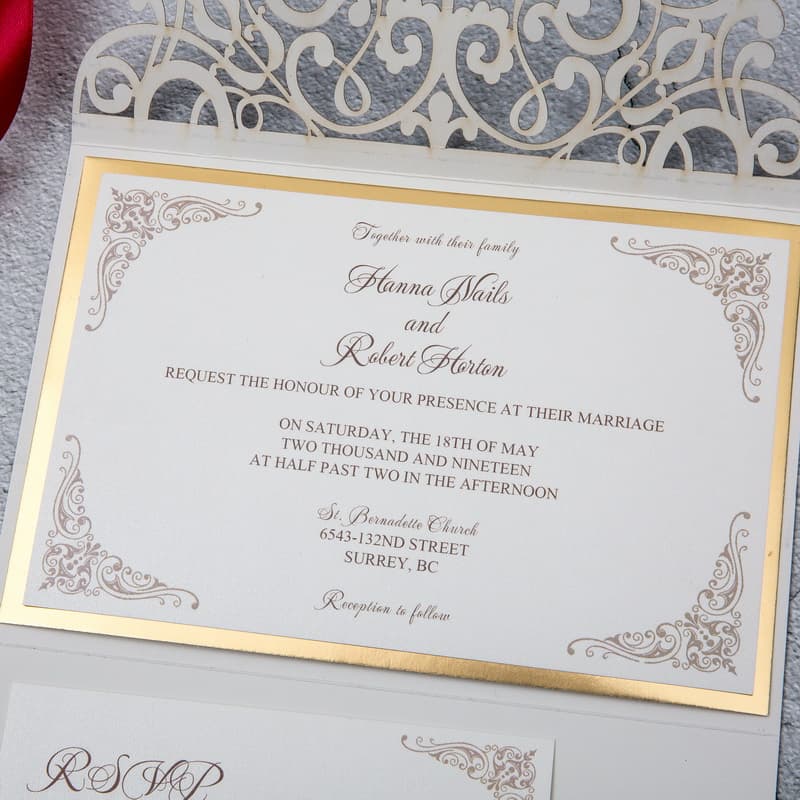 Together with their family
Hanna Nails
and
Robert Horton
REQUEST THE HONOUR OF YOUR PRESENCE AT THEIR MARRIAGE
ON SATURDAY, THE 18TH OF MAY
TWO THOUSAND AND NINETEEN
AT HALF PAST TWO IN THE AFTERNOON
St. Bernadette Church
6543-132ND STREET
SURREY, BC
Reception to follow
RSVP